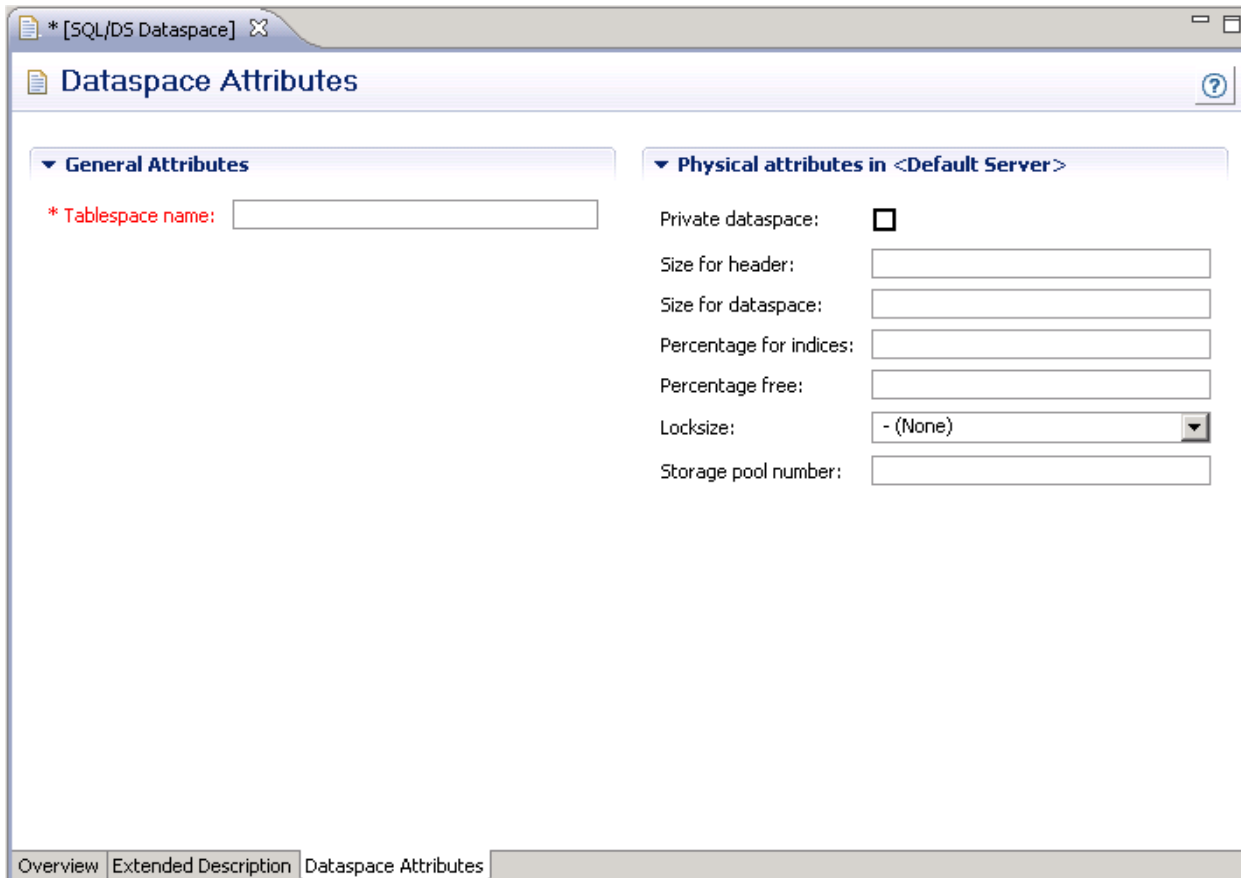 * [SQL/DS Dataspace]
Dataspace Attributes
General Attributes
* Tablespace name:
Physical attributes in <Default Server>
Private dataspace:
Size for header:
Size for dataspace:
Percentage for indices:
Percentage free:
Locksize: - (None)
Storage pool number:
Overview Extended Description Dataspace Attributes